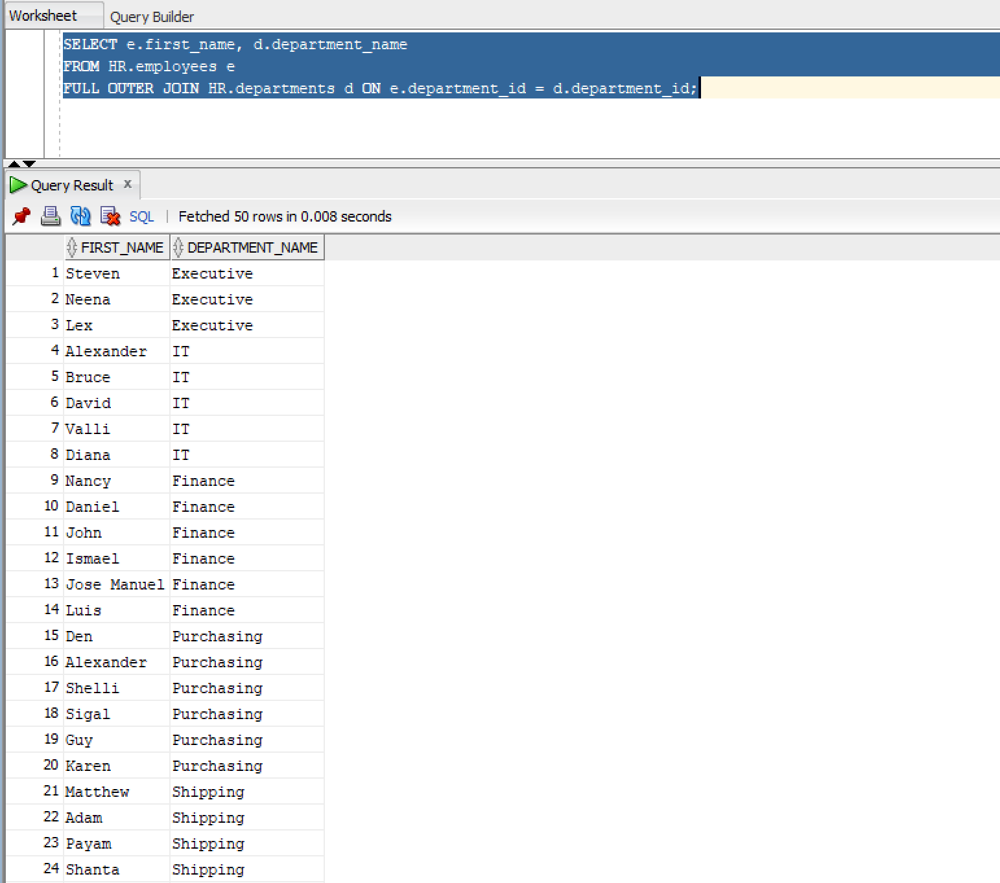 Worksheet Query Builder
SELECT e.first_name, d.department_name
FROM HR.employees e
FULL OUTER JOIN HR.departments d ON e.department_id = d.department_id;
Query Result x
SQL | Fetched 50 rows in 0.008 seconds
FIRST_NAME DEPARTMENT_NAME
1 Steven Executive
2 Neena Executive
3 Lex Executive
4 Alexander IT
5 Bruce IT
6 David IT
7 Valli IT
8 Diana IT
9 Nancy Finance
10 Daniel Finance
11 John Finance
12 Ismael Finance
13 Jose Manuel Finance
14 Luis Finance
15 Den Purchasing
16 Alexander Purchasing
17 Shelli Purchasing
18 Sigal Purchasing
19 Guy Purchasing
20 Karen Purchasing
21 Matthew Shipping
22 Adam Shipping
23 Payam Shipping
24 Shanta Shipping